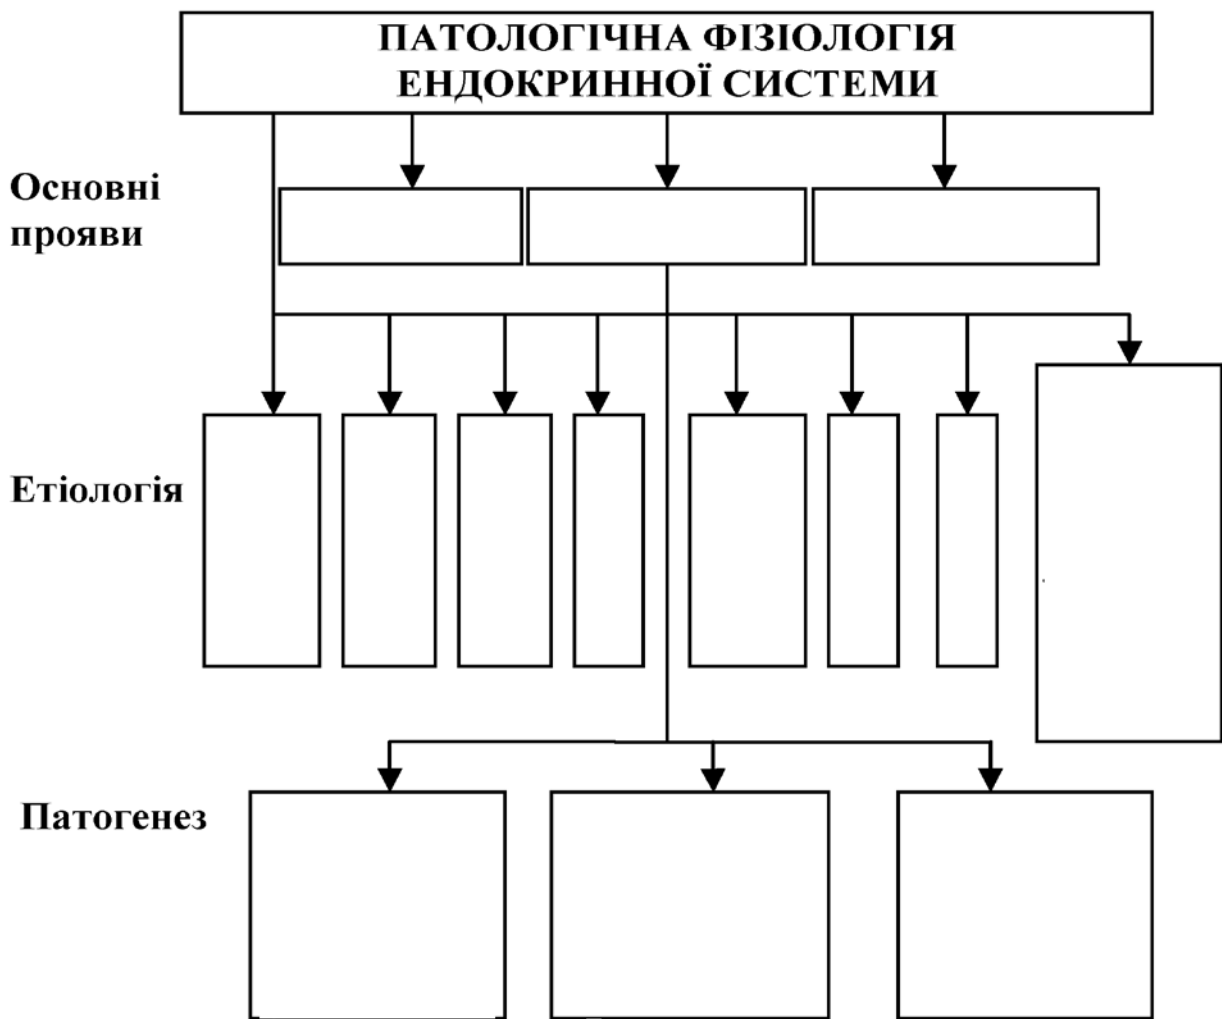 ПАТОЛОГІЧНА ФІЗІОЛОГІЯ
ЕНДОКРИННОЇ СИСТЕМИ
Основні
прояви
Етіологія
Патогенез